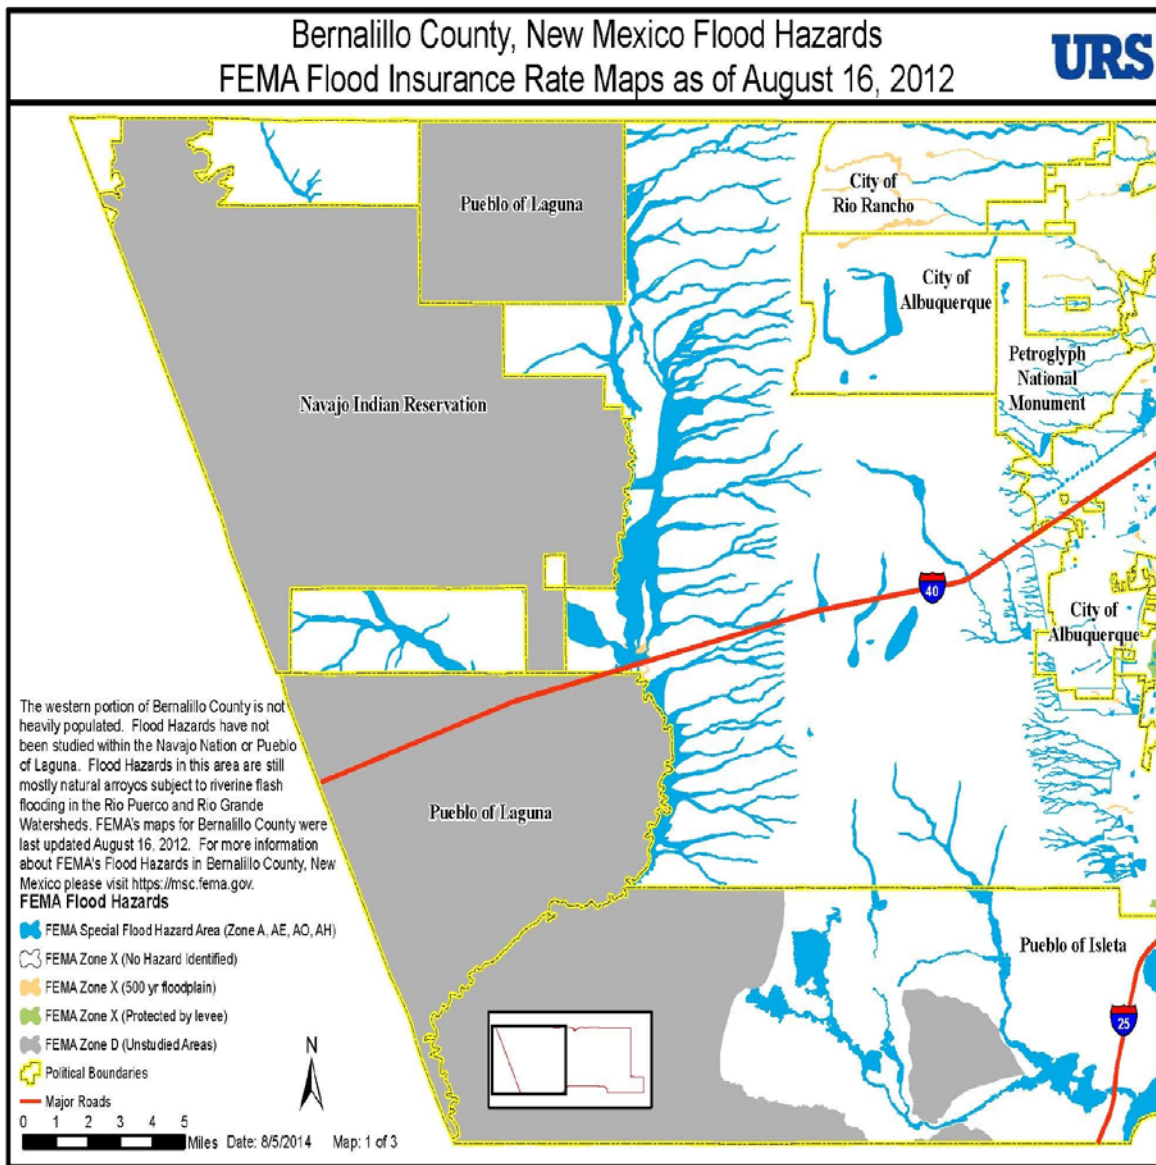 Bernalillo County, New Mexico Flood Hazards
FEMA Flood Insurance Rate Maps as of August 16, 2012
URS
Pueblo of Laguna
City of
Rio Rancho
City of
Albuquerque
Petroglyph
National
Monument
Navajo Indian Reservation
40
City of
Albuquerque
The western portion of Bernalillo County is not
heavily populated. Flood Hazards have not
been studied within the Navajo Nation or Pueblo
of Laguna. Flood Hazards in this area are still
mostly natural arroyos subject to riverine flash
flooding in the Rio Puerco and Rio Grande
Watersheds. FEMA's maps for Bernalillo County were
last updated August 16, 2012. For more information
about FEMA's Flood Hazards in Bernalillo County, New
Mexico please visit https://msc.fema.gov.
Pueblo of Laguna
FEMA Flood Hazards
FEMA Special Flood Hazard Area (Zone A, AE, AO, AH)
FEMA Zone X (No Hazard Identified)
FEMA Zone X (500 yr floodplain)
FEMA Zone X (Protected by levee)
FEMA Zone D (Unstudied Areas)
Political Boundaries
Major Roads
N
0 1 2 3 4 5
Miles Date: 8/5/2014 Map: 1 of 3
Pueblo of Isleta
25